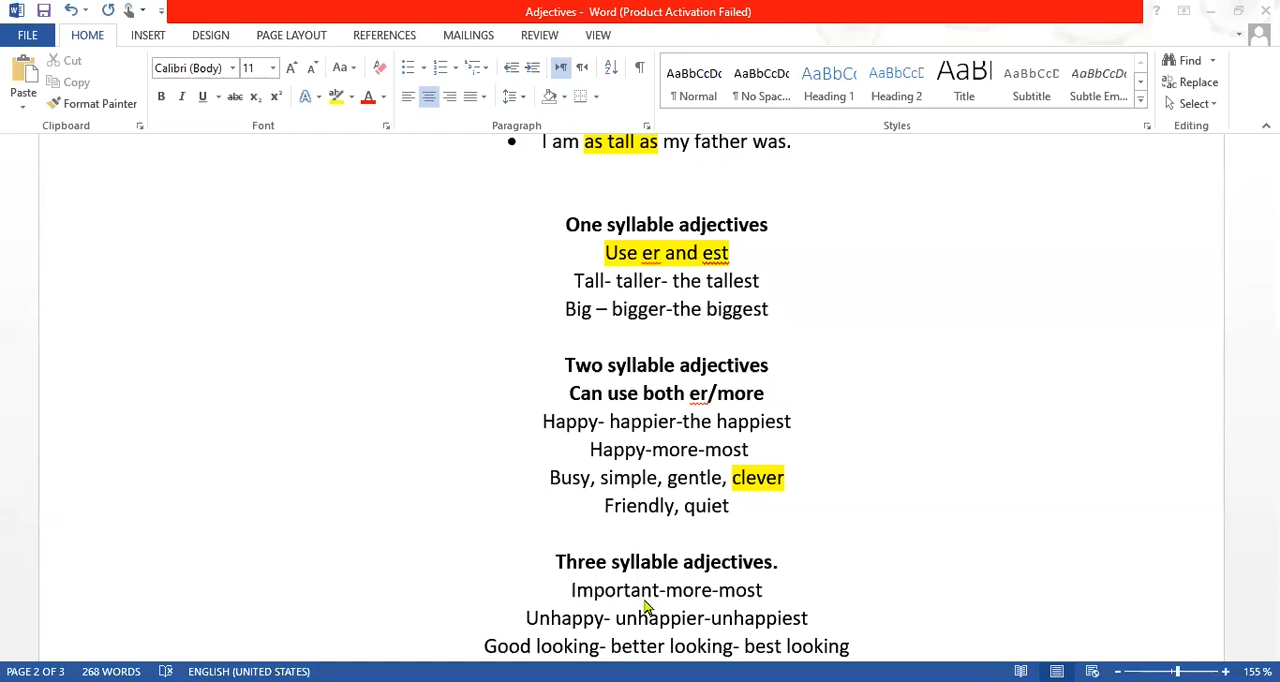 Adjectives - Word (Product Activation Failed)
FILE HOME INSERT DESIGN PAGE LAYOUT REFERENCES MAILINGS REVIEW VIEW
Cut
Copy
Format Painter
Paste
Clipboard
Calibri (Body) 11
Font
Paragraph
AaBbCcDc AaBbCcDc AaBbCc AaBbCcD AaBl AaBbCcD AaBbCcDc
¶ Normal ¶ No Spac... Heading 1 Heading 2 Title Subtitle Subtle Em...
Styles
Find
Replace
Select
Editing
• I am as tall as my father was.
One syllable adjectives
Use er and est
Tall- taller- the tallest
Big – bigger-the biggest
Two syllable adjectives
Can use both er/more
Happy- happier-the happiest
Happy-more-most
Busy, simple, gentle, clever
Friendly, quiet
Three syllable adjectives.
Important-more-most
Unhappy- unhappier-unhappiest
Good looking- better looking- best looking
PAGE 2 OF 3 268 WORDS ENGLISH (UNITED STATES) 155 %